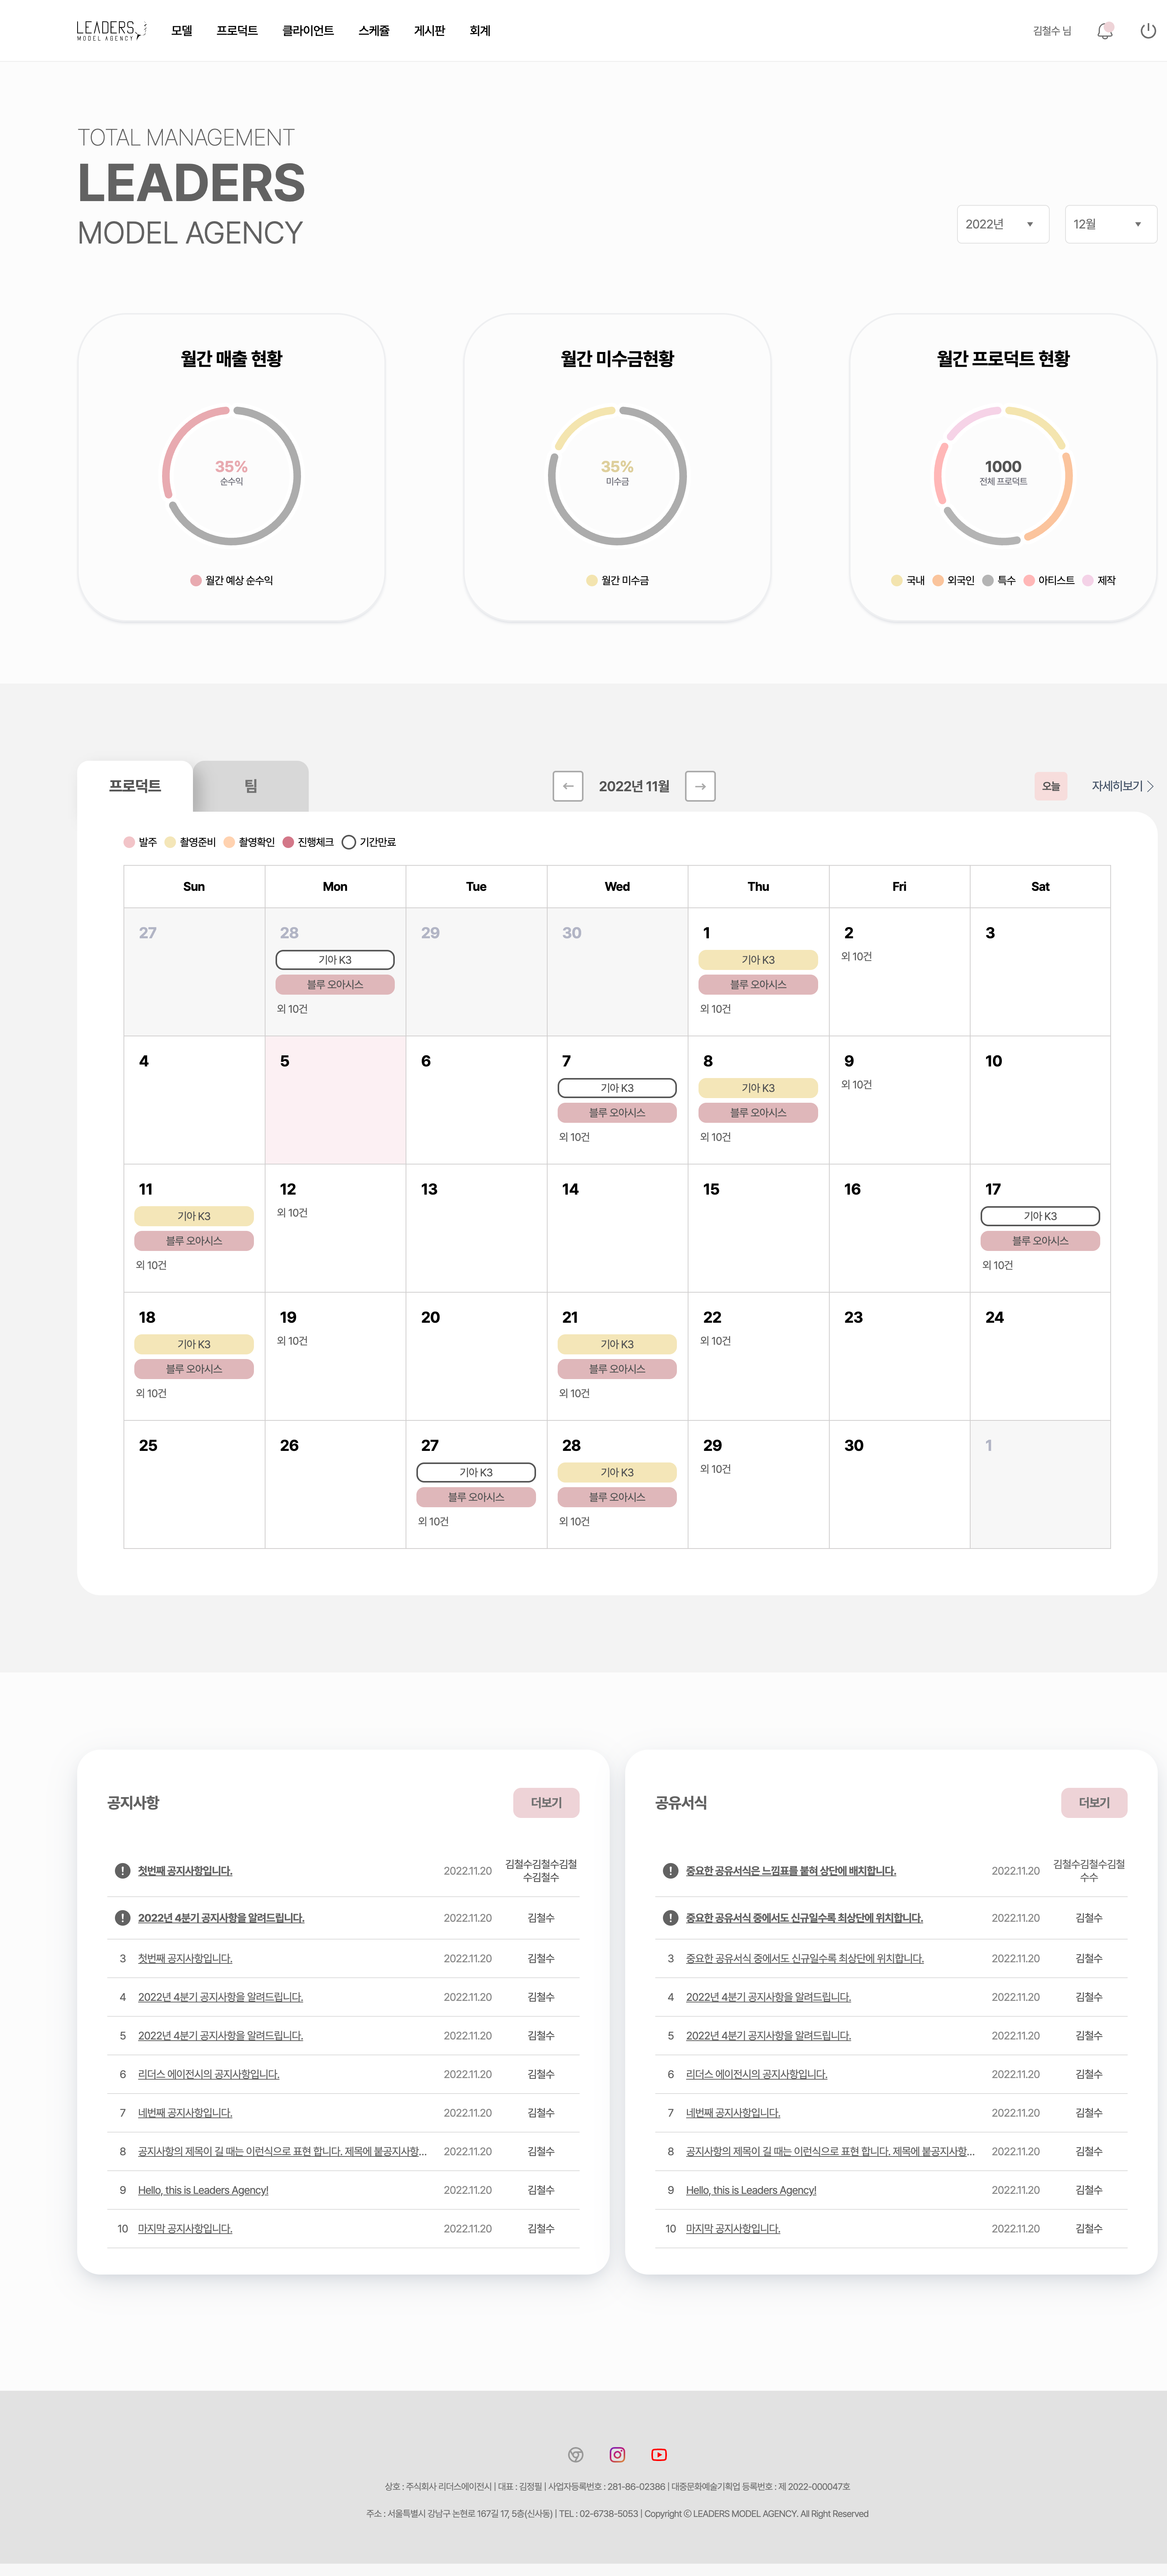 LEADERS
MODEL AGENCY
모델 프로덕트 클라이언트 스케쥴 게시판 회계
김철수 님
TOTAL MANAGEMENT
LEADERS
MODEL AGENCY
2022년 ▼ 12월 ▼
월간 매출 현황
35%
순수익
월간 예상 순수익
월간 미수금현황
35%
미수금
월간 미수금
월간 프로덕트 현황
1000
전체 프로덕트
국내 외국인 특수 아티스트 제작
프로덕트 팀
← 2022년 11월 →
오늘 자세히보기 >
발주 촬영준비 촬영확인 진행체크 기간만료
Sun Mon Tue Wed Thu Fri Sat
27 28 29 30 1 2 3
기아 K3 기아 K3 외 10건
블루 오아시스 블루 오아시스
외 10건 외 10건
4 5 6 7 8 9 10
기아 K3 기아 K3 외 10건
블루 오아시스 블루 오아시스
외 10건 외 10건
11 12 13 14 15 16 17
기아 K3 외 10건 기아 K3
블루 오아시스 블루 오아시스
외 10건 외 10건
18 19 20 21 22 23 24
기아 K3 외 10건 기아 K3 외 10건
블루 오아시스 블루 오아시스
외 10건 외 10건
25 26 27 28 29 30 1
기아 K3 기아 K3 외 10건
블루 오아시스 블루 오아시스
외 10건 외 10건
공지사항 더보기
! 첫번째 공지사항입니다. 2022.11.20 김철수김철수김철
수김철수
! 2022년 4분기 공지사항을 알려드립니다. 2022.11.20 김철수
3 첫번째 공지사항입니다. 2022.11.20 김철수
4 2022년 4분기 공지사항을 알려드립니다. 2022.11.20 김철수
5 2022년 4분기 공지사항을 알려드립니다. 2022.11.20 김철수
6 리더스 에이전시의 공지사항입니다. 2022.11.20 김철수
7 네번째 공지사항입니다. 2022.11.20 김철수
8 공지사항의 제목이 길 때는 이런식으로 표현 합니다. 제목에 붙공지사항... 2022.11.20 김철수
9 Hello, this is Leaders Agency! 2022.11.20 김철수
10 마지막 공지사항입니다. 2022.11.20 김철수
공유서식 더보기
! 중요한 공유서식은 느낌표를 붙혀 상단에 배치합니다. 2022.11.20 김철수김철수김철
수수
! 중요한 공유서식 중에서도 신규일수록 최상단에 위치합니다. 2022.11.20 김철수
3 중요한 공유서식 중에서도 신규일수록 최상단에 위치합니다. 2022.11.20 김철수
4 2022년 4분기 공지사항을 알려드립니다. 2022.11.20 김철수
5 2022년 4분기 공지사항을 알려드립니다. 2022.11.20 김철수
6 리더스 에이전시의 공지사항입니다. 2022.11.20 김철수
7 네번째 공지사항입니다. 2022.11.20 김철수
8 공지사항의 제목이 길 때는 이런식으로 표현 합니다. 제목에 붙공지사항... 2022.11.20 김철수
9 Hello, this is Leaders Agency! 2022.11.20 김철수
10 마지막 공지사항입니다. 2022.11.20 김철수
상호 : 주식회사 리더스에이전시 | 대표 : 김정필 | 사업자등록번호 : 281-86-02386 | 대중문화예술기획업 등록번호 : 제 2022-000047호
주소 : 서울특별시 강남구 논현로 167길 17, 5층(신사동) | TEL : 02-6738-5053 | Copyright ⓒ LEADERS MODEL AGENCY. All Right Reserved